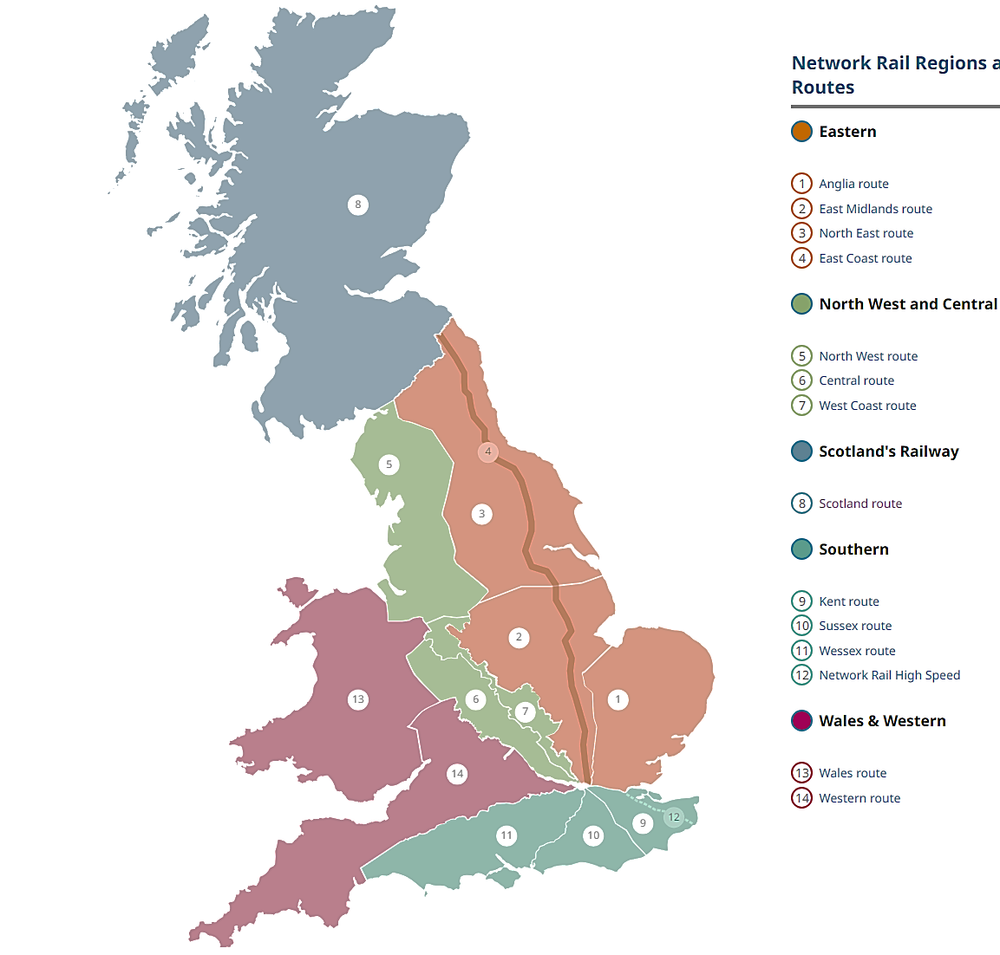 Network Rail Regions a
Routes
Eastern
1 Anglia route
2 East Midlands route
3 North East route
4 East Coast route
North West and Central
5 North West route
6 Central route
7 West Coast route
Scotland's Railway
8 Scotland route
Southern
9 Kent route
10 Sussex route
11 Wessex route
12 Network Rail High Speed
Wales & Western
13 Wales route
14 Western route
8
4
5
3
2
13
6
7
1
14
11
10
9
12